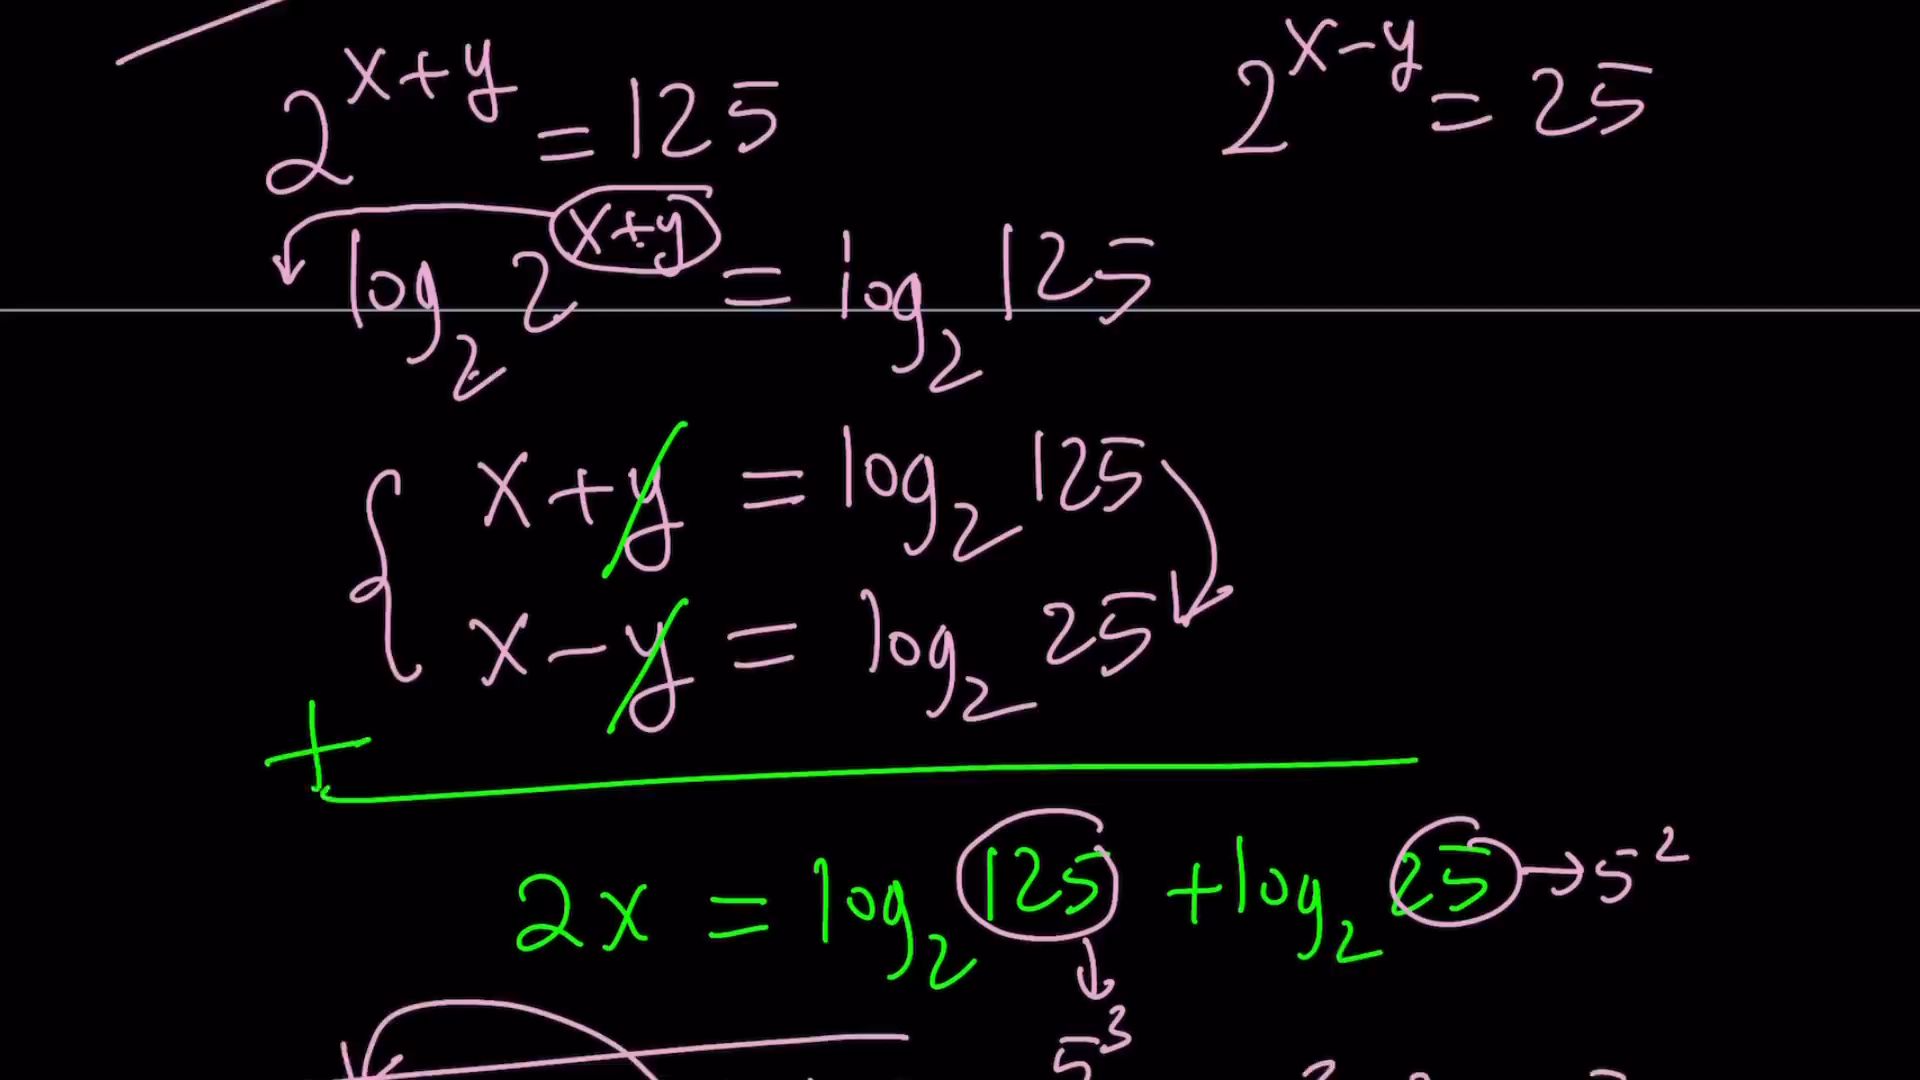 2^{x+y} = 125    2^{x-y} = 25
log_2 2^{x+y} = log_2 125
x+y = log_2 125
x-y = log_2 25
+
2x = log_2 125 + log_2 25 → 5^2
5^3